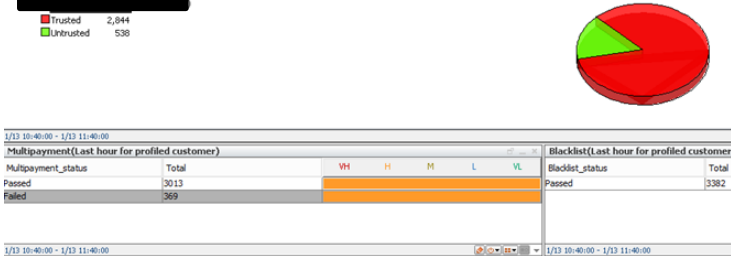 Trusted 2,844
Untrusted 538
1/13 10:40:00 - 1/13 11:40:00
Multipayment(Last hour for profiled customer)
Multipayment_status Total VH H M L VL
Passed 3013
Failed 369
1/13 10:40:00 - 1/13 11:40:00
Blacklist(Last hour for profiled customer
Blacklist_status Total
Passed 3382
1/13 10:40:00 - 1/13 11:40:00